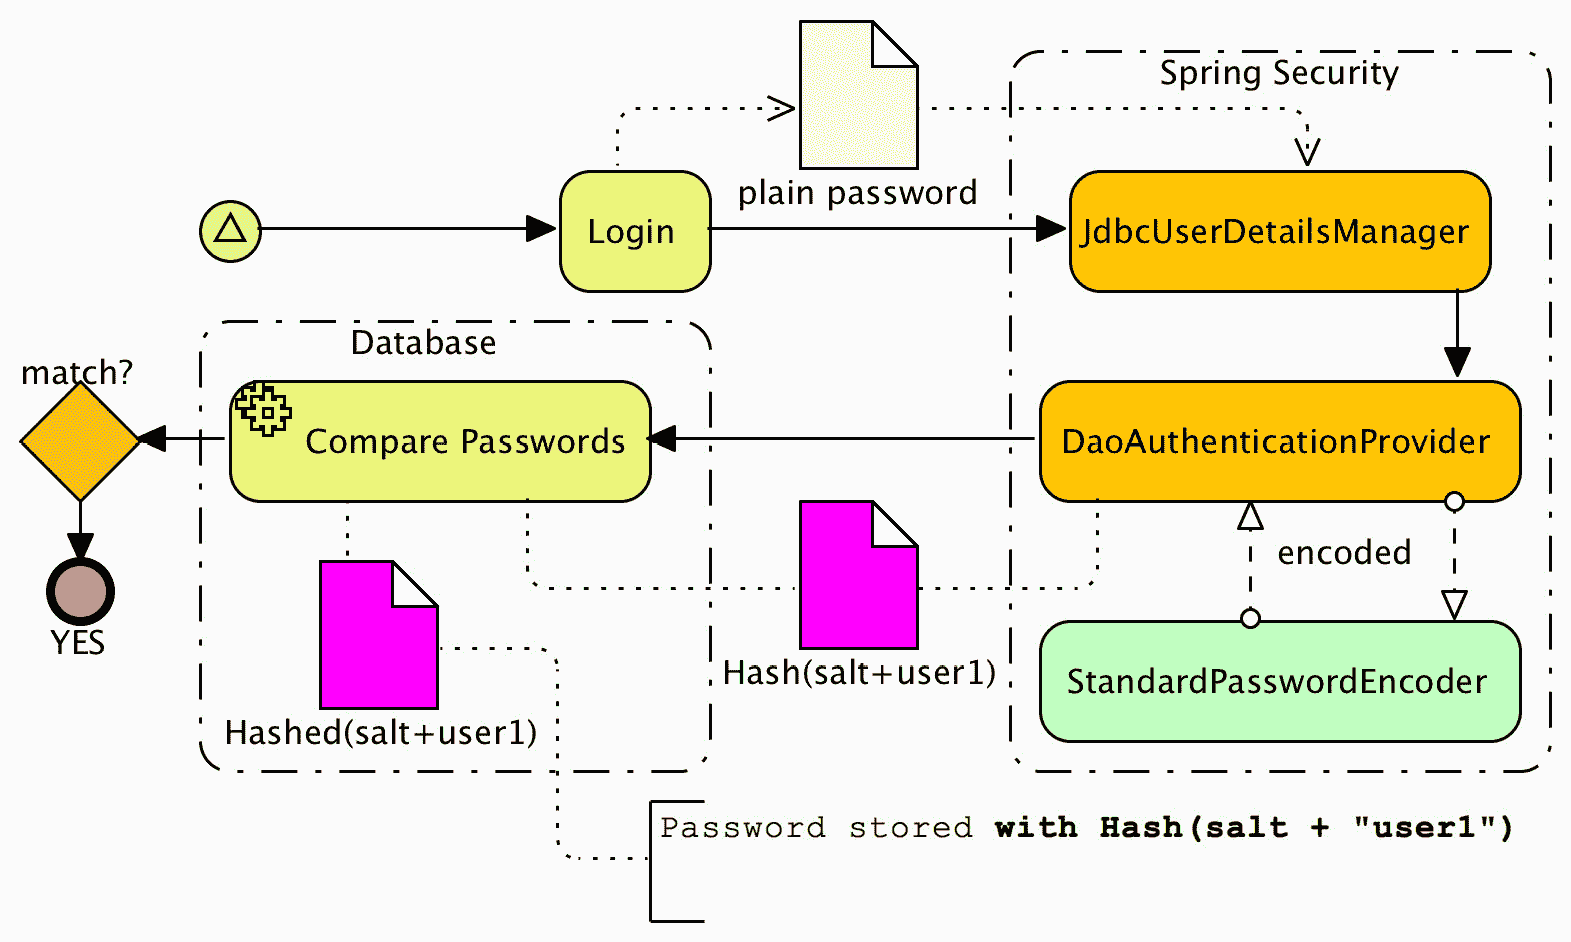 Spring Security
plain password
Login
JdbcUserDetailsManager
Database
match?
Compare Passwords
DaoAuthenticationProvider
encoded
YES
Hash(salt+user1)
StandardPasswordEncoder
Hashed(salt+user1)
Password stored with Hash(salt + "user1")